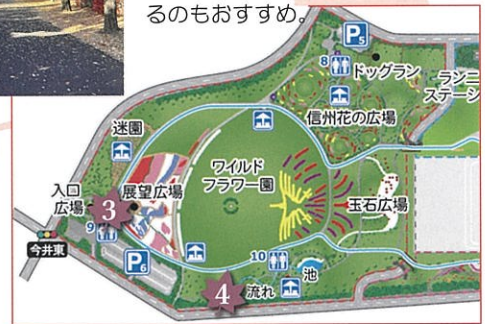 るのもおすすめ。
P5
8
ドッグラン
ランニ
ステーシ
信州花の広場
迷園
ワイルド
フラワー園
入口
広場
展望広場
3
9
玉石広場
今井東
P6
10
池
4
流れ